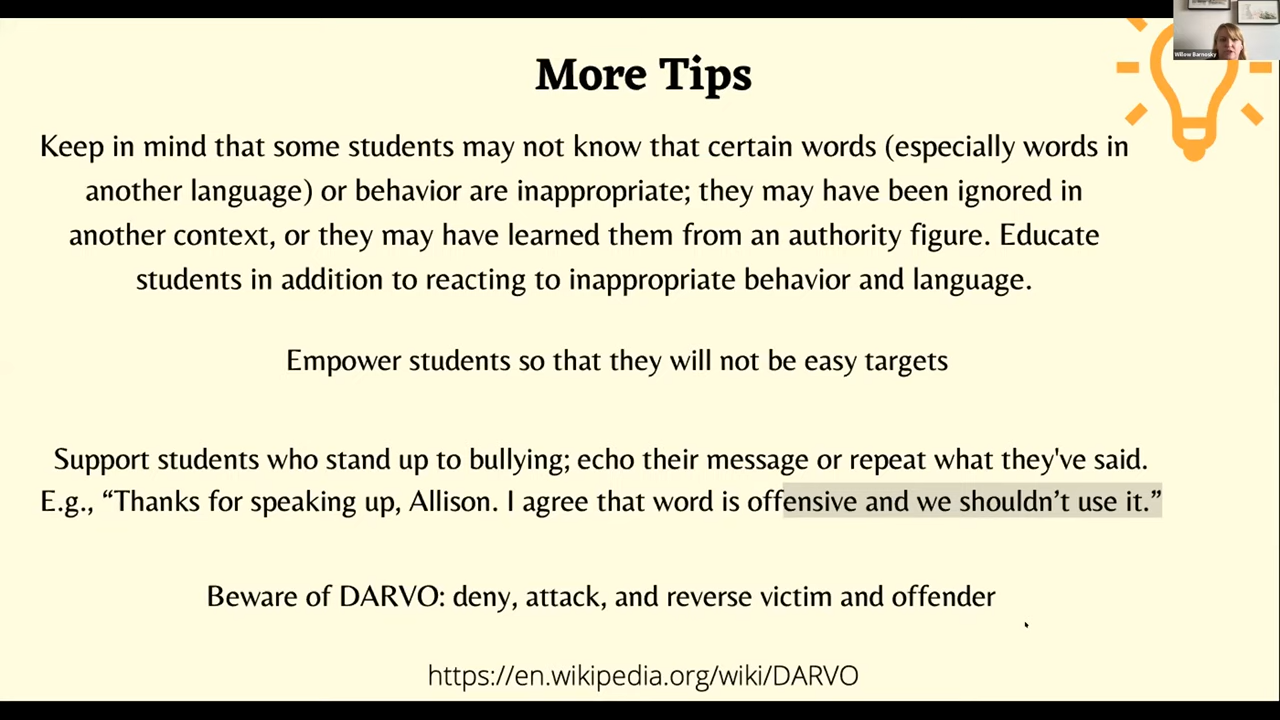 More Tips
Willow Barnosky
Keep in mind that some students may not know that certain words (especially words in
another language) or behavior are inappropriate; they may have been ignored in
another context, or they may have learned them from an authority figure. Educate
students in addition to reacting to inappropriate behavior and language.
Empower students so that they will not be easy targets
Support students who stand up to bullying; echo their message or repeat what they've said.
E.g., “Thanks for speaking up, Allison. I agree that word is offensive and we shouldn’t use it.”
Beware of DARVO: deny, attack, and reverse victim and offender
https://en.wikipedia.org/wiki/DARVO